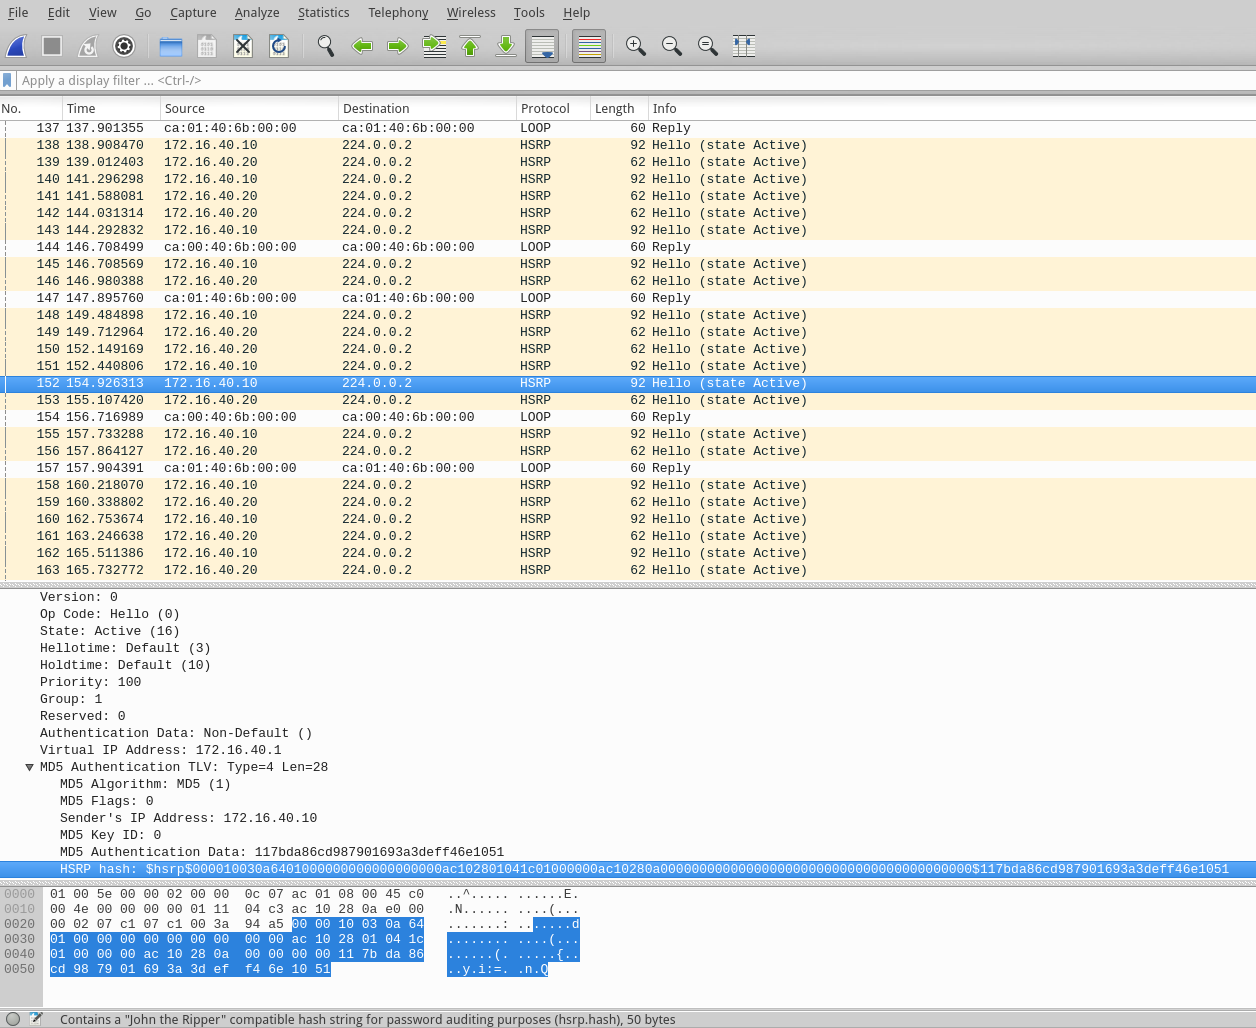 File Edit View Go Capture Analyze Statistics Telephony Wireless Tools Help
Apply a display filter ... <Ctrl-/>
No. Time Source Destination Protocol Length Info
137 137.901355 ca:01:40:6b:00:00 ca:01:40:6b:00:00 LOOP 60 Reply
138 138.908470 172.16.40.10 224.0.0.2 HSRP 92 Hello (state Active)
139 139.012403 172.16.40.20 224.0.0.2 HSRP 62 Hello (state Active)
140 141.296298 172.16.40.10 224.0.0.2 HSRP 92 Hello (state Active)
141 141.588081 172.16.40.20 224.0.0.2 HSRP 62 Hello (state Active)
142 144.031314 172.16.40.20 224.0.0.2 HSRP 62 Hello (state Active)
143 144.292832 172.16.40.10 224.0.0.2 HSRP 92 Hello (state Active)
144 146.708499 ca:00:40:6b:00:00 ca:00:40:6b:00:00 LOOP 60 Reply
145 146.708569 172.16.40.10 224.0.0.2 HSRP 92 Hello (state Active)
146 146.980388 172.16.40.20 224.0.0.2 HSRP 62 Hello (state Active)
147 147.895760 ca:01:40:6b:00:00 ca:01:40:6b:00:00 LOOP 60 Reply
148 149.484898 172.16.40.10 224.0.0.2 HSRP 92 Hello (state Active)
149 149.712964 172.16.40.20 224.0.0.2 HSRP 62 Hello (state Active)
150 152.149169 172.16.40.20 224.0.0.2 HSRP 62 Hello (state Active)
151 152.440806 172.16.40.10 224.0.0.2 HSRP 92 Hello (state Active)
152 154.926313 172.16.40.10 224.0.0.2 HSRP 92 Hello (state Active)
153 155.107420 172.16.40.20 224.0.0.2 HSRP 62 Hello (state Active)
154 156.716989 ca:00:40:6b:00:00 ca:00:40:6b:00:00 LOOP 60 Reply
155 157.733288 172.16.40.10 224.0.0.2 HSRP 92 Hello (state Active)
156 157.864127 172.16.40.20 224.0.0.2 HSRP 62 Hello (state Active)
157 157.904391 ca:01:40:6b:00:00 ca:01:40:6b:00:00 LOOP 60 Reply
158 160.218070 172.16.40.10 224.0.0.2 HSRP 92 Hello (state Active)
159 160.338802 172.16.40.20 224.0.0.2 HSRP 62 Hello (state Active)
160 162.753674 172.16.40.10 224.0.0.2 HSRP 92 Hello (state Active)
161 163.246638 172.16.40.20 224.0.0.2 HSRP 62 Hello (state Active)
162 165.511386 172.16.40.10 224.0.0.2 HSRP 92 Hello (state Active)
163 165.732772 172.16.40.20 224.0.0.2 HSRP 62 Hello (state Active)
Version: 0
Op Code: Hello (0)
State: Active (16)
Hellotime: Default (3)
Holdtime: Default (10)
Priority: 100
Group: 1
Reserved: 0
Authentication Data: Non-Default ()
Virtual IP Address: 172.16.40.1
MD5 Authentication TLV: Type=4 Len=28
MD5 Algorithm: MD5 (1)
MD5 Flags: 0
Sender's IP Address: 172.16.40.10
MD5 Key ID: 0
MD5 Authentication Data: 117bda86cd987901693a3deff46e1051
HSRP hash: $hsrp$000010030a64010000000000000000000ac102801041c01000000ac10280a00000000000000000000000000000000000000000$117bda86cd987901693a3deff46e1051
0000 01 00 5e 00 00 02 00 00 0c 07 ac 01 08 00 45 c0 ..^..... ......E.
0010 00 4e 00 00 00 00 01 11 04 c3 ac 10 28 0a e0 00 .N...... ....(...
0020 00 02 07 c1 07 c1 00 3a 94 a5 00 00 10 03 0a 64 .......: .......d
0030 01 00 00 00 00 00 00 00 00 00 ac 10 28 01 04 1c ........ ....(...
0040 01 00 00 00 ac 10 28 0a 00 00 00 00 11 7b da 86 ......(. .....{..
0050 cd 98 79 01 69 3a 3d ef f4 6e 10 51 ..y.i:=. .n.Q
Contains a "John the Ripper" compatible hash string for password auditing purposes (hsrp.hash), 50 bytes